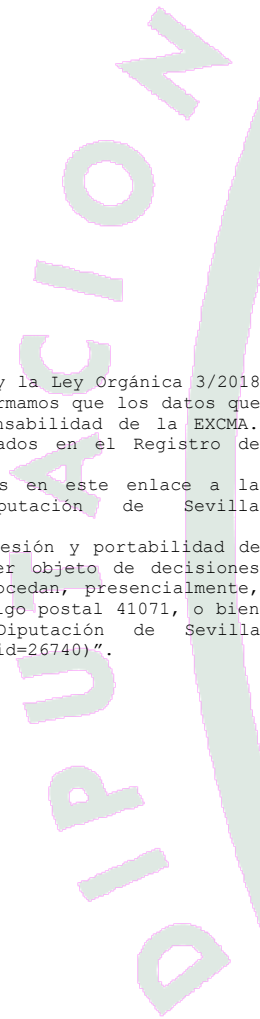 DIPUTACION
y la Ley Orgánica 3/2018
rmamos que los datos que
nsabilidad de la EXCMA.
ados en el Registro de
s en este enlace a la
putación de Sevilla
esión y portabilidad de
er objeto de decisiones
ocedan, presencialmente,
igo postal 41071, o bien
Diputación de Sevilla
id=26740)”.